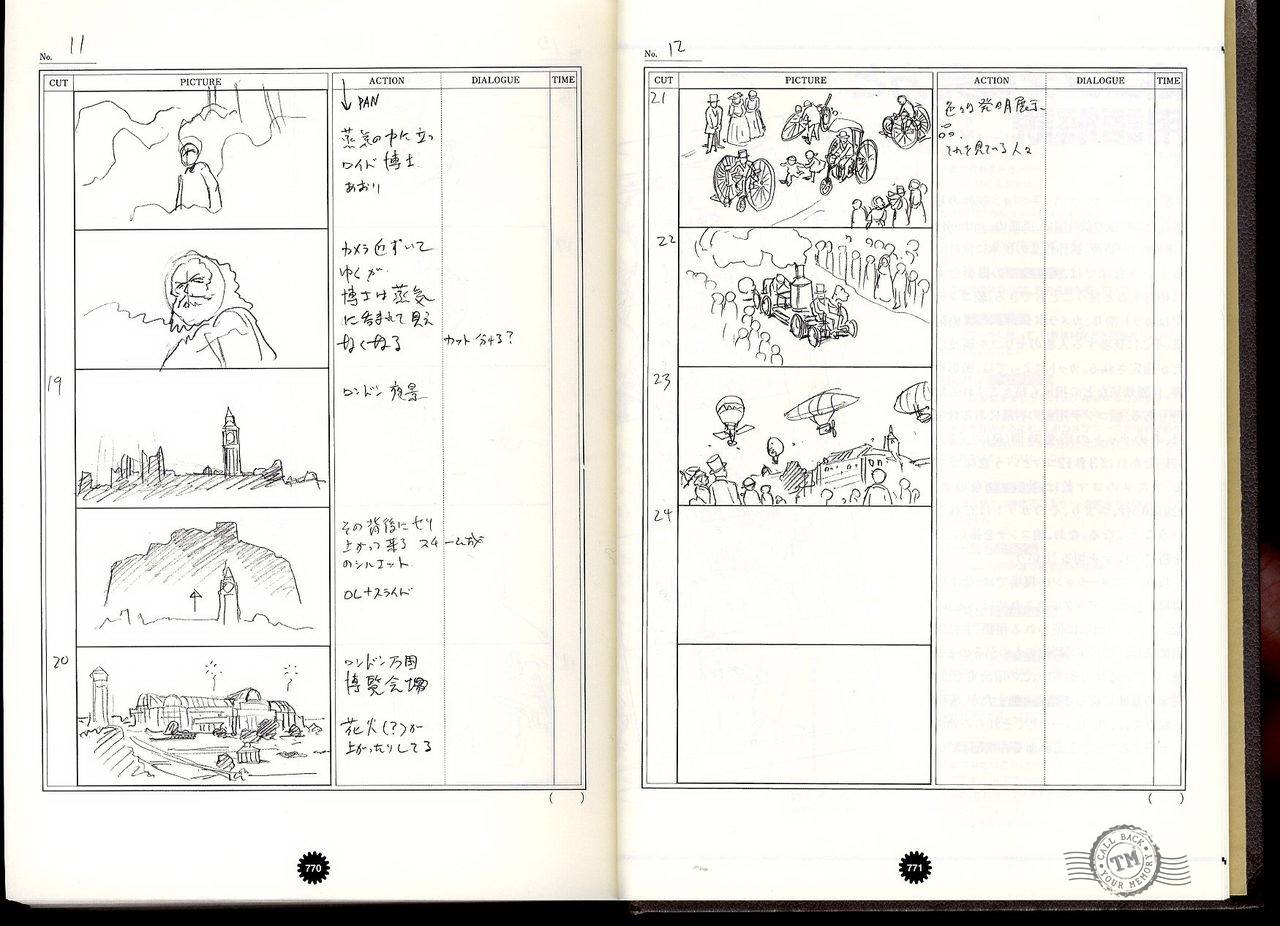 No. 11
CUT PICTURE ACTION DIALOGUE TIME
↓ PAN
蒸気の中に立つ
ロイド博士
あおり
カメラ近ずいて
ゆくが
博士は蒸気
に呑まれて見え
なくなる
カット分ける?
19
ロンドン夜景
その背後にせり
上がって来る スチーム城
のシルエット
OL+スライド
20
ロンドン万国
博覧会場
花火(?)が
上がったりしてる
( )
770
No. 12
CUT PICTURE ACTION DIALOGUE TIME
21
色々な発明展示
品。
それを見ている人々
22
23
24
( )
771
CALL BACK
TM
YOUR MEMORY